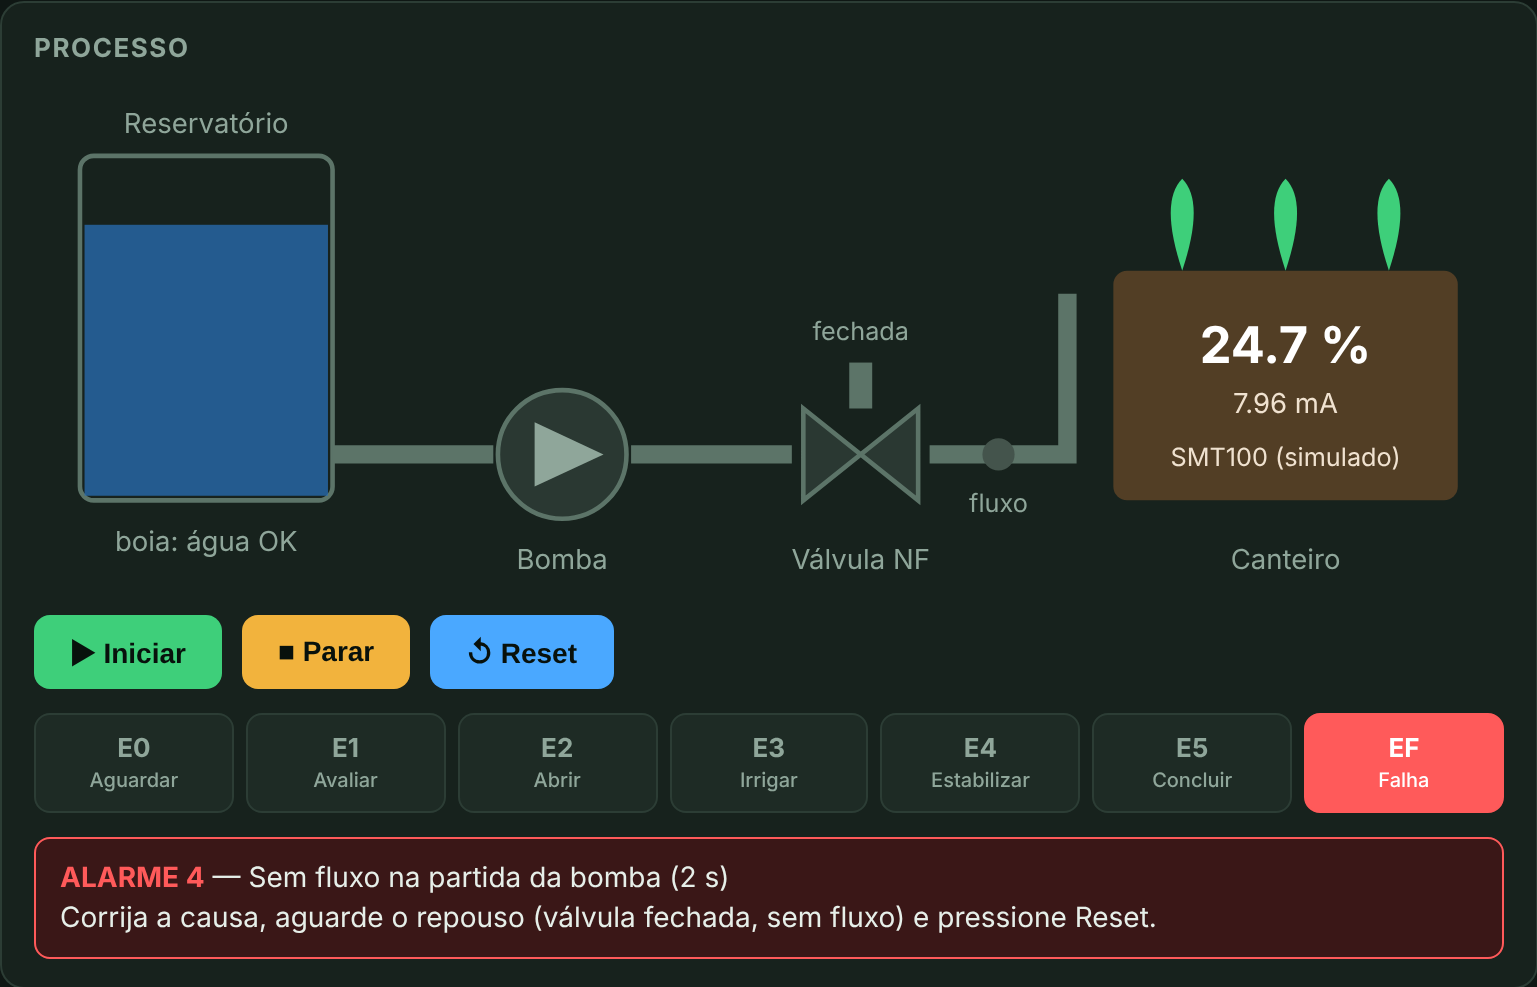 PROCESSO
Reservatório
fechada
24.7 %
7.96 mA
SMT100 (simulado)
fluxo
boia: água OK
Bomba
Válvula NF
Canteiro
▶ Iniciar
■ Parar
↺ Reset
E0
Aguardar
E1
Avaliar
E2
Abrir
E3
Irrigar
E4
Estabilizar
E5
Concluir
EF
Falha
ALARME 4 — Sem fluxo na partida da bomba (2 s)
Corrija a causa, aguarde o repouso (válvula fechada, sem fluxo) e pressione Reset.